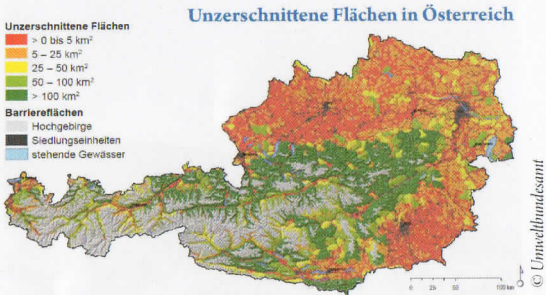 Unzerschnittene Flächen in Österreich
Unzerschnittene Flächen
> 0 bis 5 km²
5 – 25 km²
25 – 50 km²
50 – 100 km²
> 100 km²
Barriereflächen
Hochgebirge
Siedlungseinheiten
stehende Gewässer
0 25 50 100 km
© Umweltbundesamt